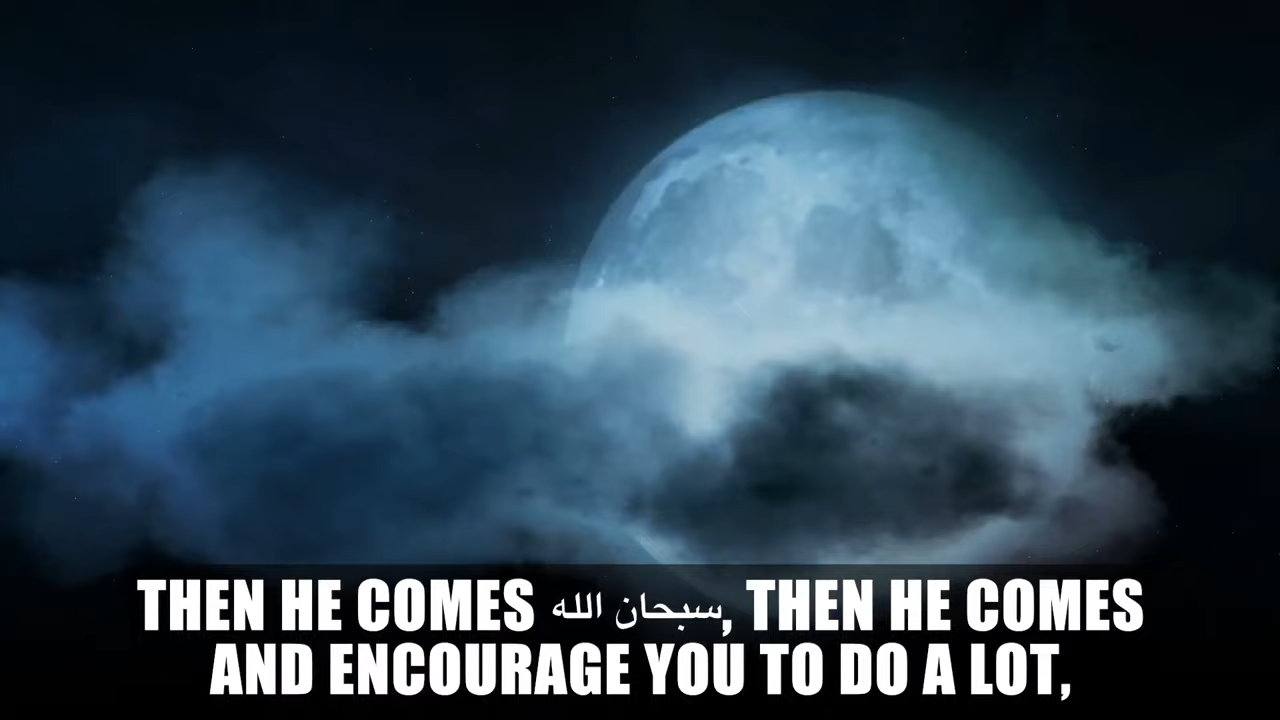 THEN HE COMES سبحان الله, THEN HE COMES
AND ENCOURAGE YOU TO DO A LOT,